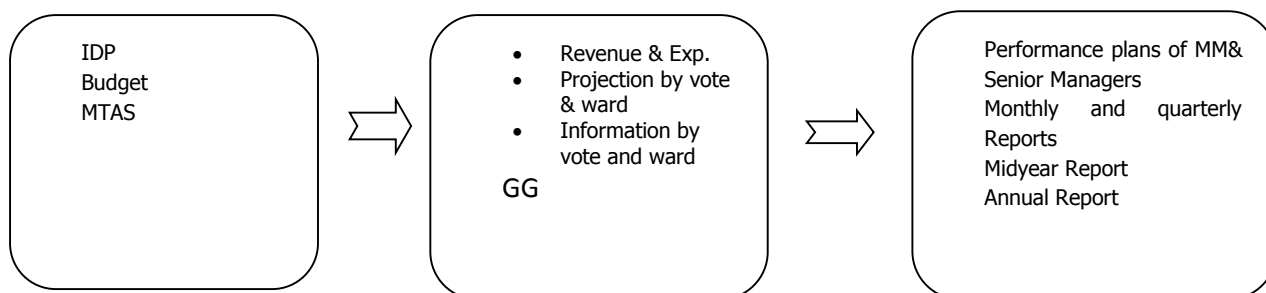 IDP
Budget
MTAS
• Revenue & Exp.
• Projection by vote
& ward
• Information by
vote and ward
GG
Performance plans of MM&
Senior Managers
Monthly and quarterly
Reports
Midyear Report
Annual Report